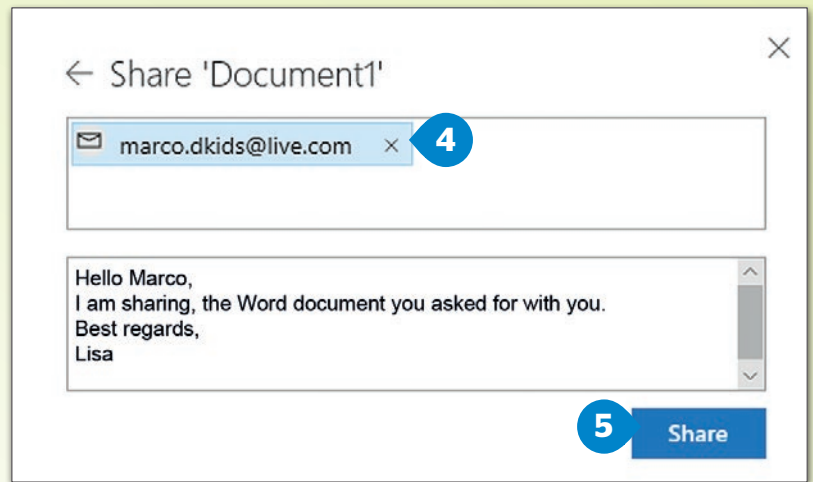 ← Share 'Document1'
marco.dkids@live.com × 4
Hello Marco,
I am sharing, the Word document you asked for with you.
Best regards,
Lisa
5 Share